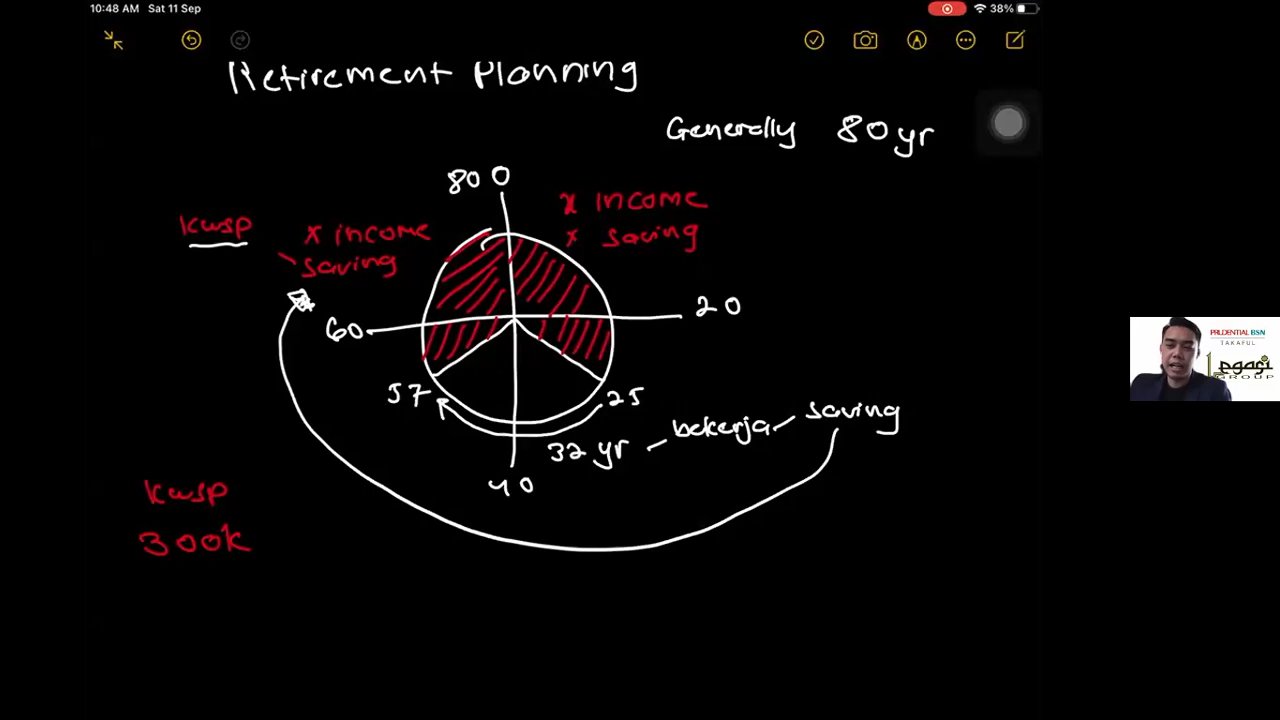 10:48 AM Sat 11 Sep
38%
Retirement Planning
Generally 80 yr
80 0
x income
x saving
kwsp
x income
saving
20
60
57
25
32 yr - bekerja - saving
40
kwsp
300k
PRUDENTIAL BSN
TAKAFUL
Legasi
GROUP